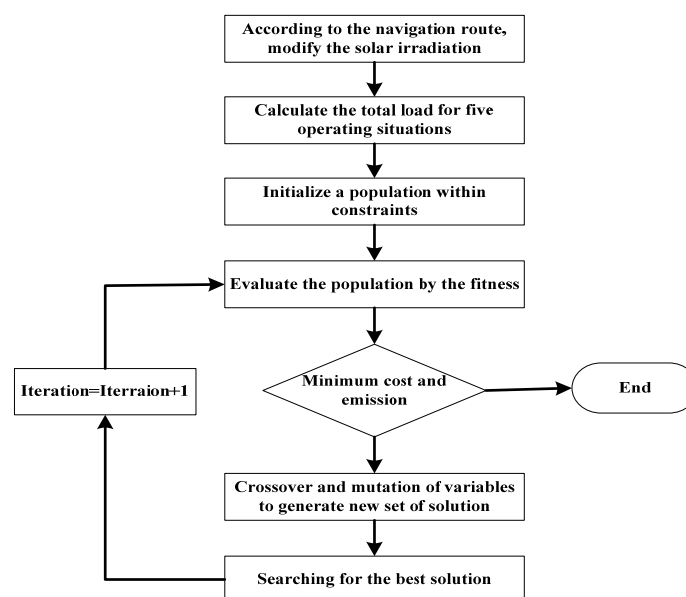 According to the navigation route,
modify the solar irradiation
Calculate the total load for five
operating situations
Initialize a population within
constraints
Evaluate the population by the fitness
Minimum cost and
emission
End
Iteration=Iterraion+1
Crossover and mutation of variables
to generate new set of solution
Searching for the best solution